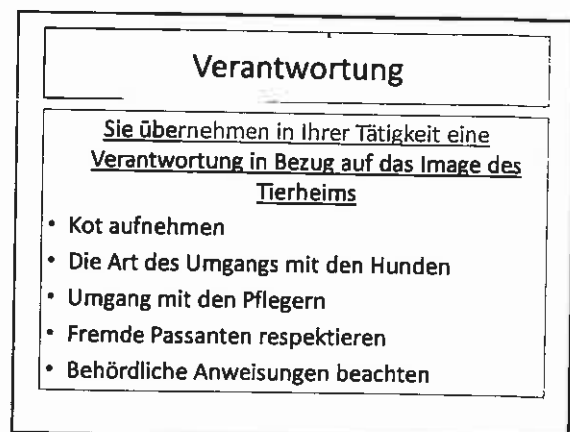 Verantwortung
Sie übernehmen in Ihrer Tätigkeit eine
Verantwortung in Bezug auf das Image des
Tierheims
• Kot aufnehmen
• Die Art des Umgangs mit den Hunden
• Umgang mit den Pflegern
• Fremde Passanten respektieren
• Behördliche Anweisungen beachten